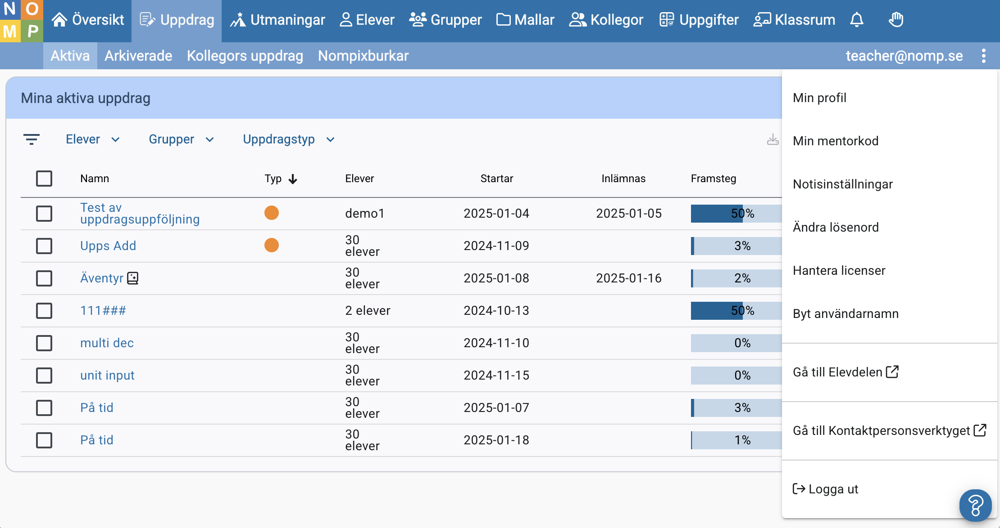 N O
M P
Översikt Uppdrag Utmaningar Elever Grupper Mallar Kollegor Uppgifter Klassrum
Aktiva Arkiverade Kollegors uppdrag Nompixburkar teacher@nomp.se
Mina aktiva uppdrag
Elever Grupper Uppdragstyp
Namn Typ Elever Startar Inlämnas Framsteg
Test av
uppdragsuppföljning demo1 2025-01-04 2025-01-05 50%
Upps Add 30
elever 2024-11-09 3%
Äventyr 30
elever 2025-01-08 2025-01-16 2%
111### 2 elever 2024-10-13 50%
multi dec 30
elever 2024-11-10 0%
unit input 30
elever 2024-11-15 0%
På tid 30
elever 2025-01-07 3%
På tid 30
elever 2025-01-18 1%
Min profil
Min mentorkod
Notisinställningar
Ändra lösenord
Hantera licenser
Byt användarnamn
Gå till Elevdelen
Gå till Kontaktpersonsverktyget
Logga ut
?